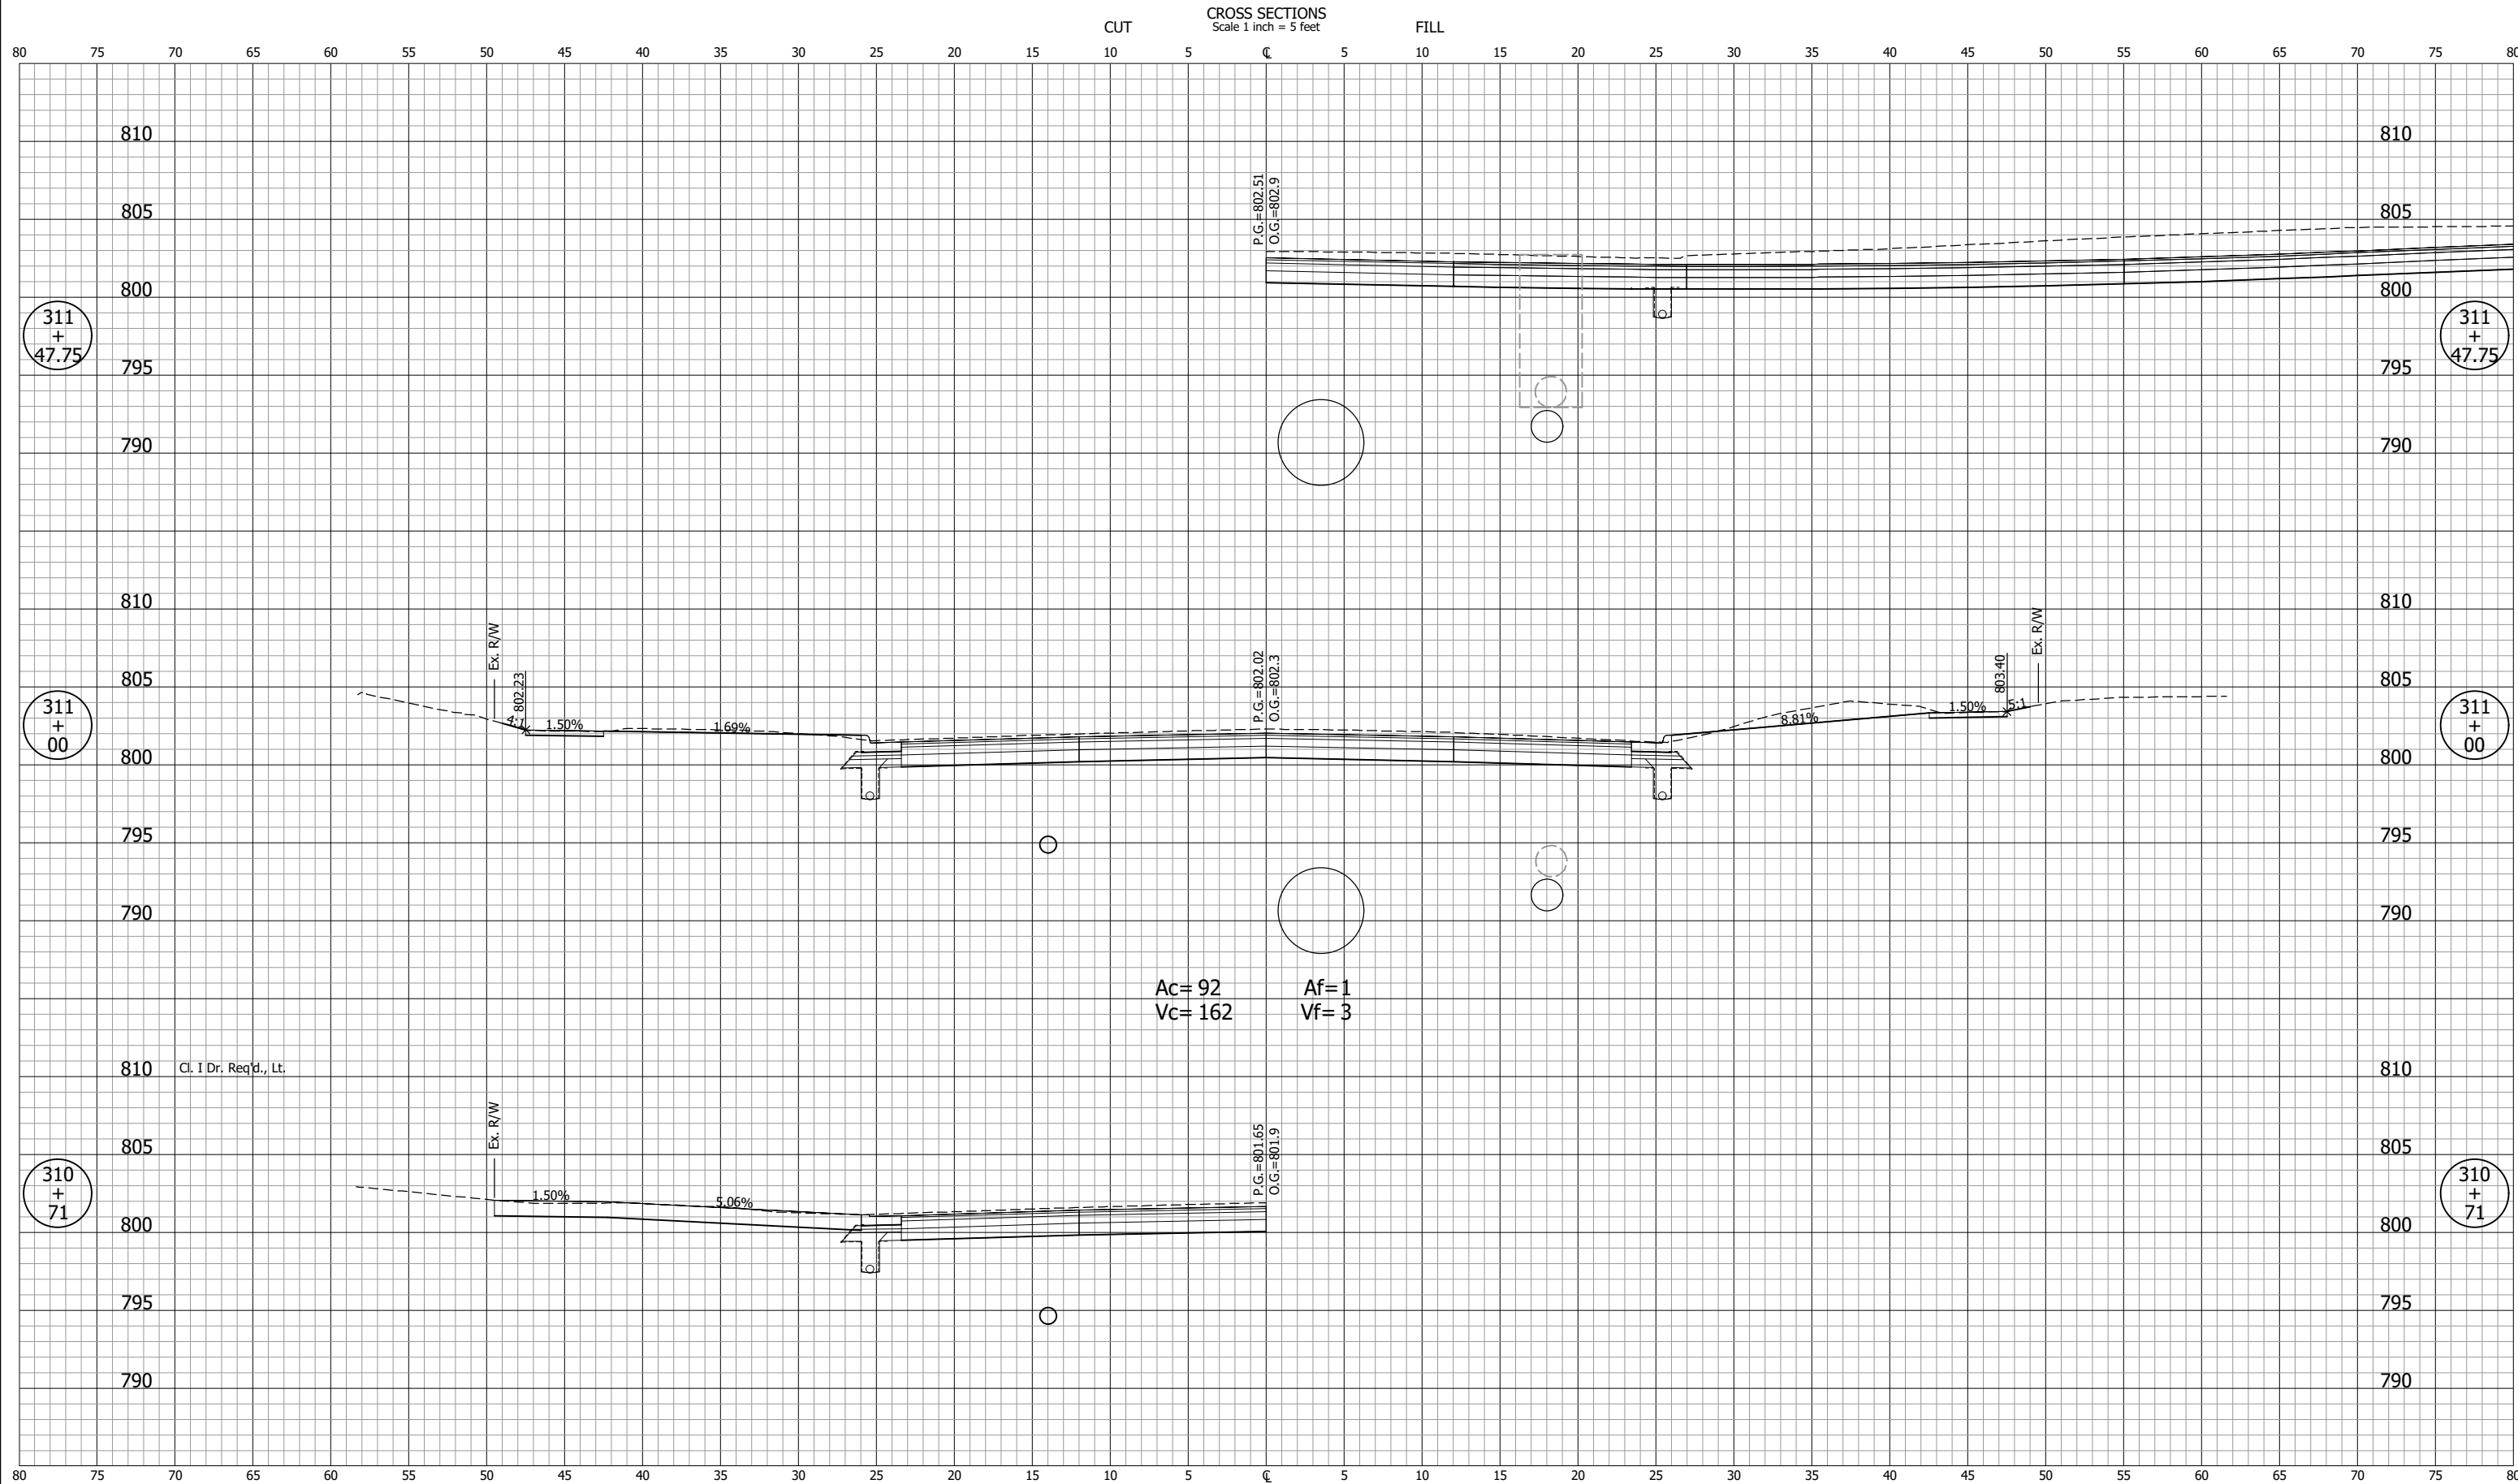 CROSS SECTIONS
CUT Scale 1 inch = 5 feet FILL
80 75 70 65 60 55 50 45 40 35 30 25 20 15 10 5 ℄ 5 10 15 20 25 30 35 40 45 50 55 60 65 70 75 80
810 810
P.G.=802.51
O.G.=802.9
805 805
800 800
311
+
47.75
311
+
47.75
795 795
790 790
810 810
Ex. R/W
802.23
P.G.=802.02
O.G.=802.3
803.40
Ex. R/W
805 805
311
+
00
4:1 1.50% 1.69% 8.81% 1.50% 5:1
311
+
00
800 800
795 795
790 790
Ac= 92 Af=1
Vc= 162 Vf= 3
810 Cl. I Dr. Req'd., Lt. 810
Ex. R/W
P.G.=801.65
O.G.=801.9
805 805
310
+
71
1.50% 5.06%
310
+
71
800 800
795 795
790 790
80 75 70 65 60 55 50 45 40 35 30 25 20 15 10 5 ℄ 5 10 15 20 25 30 35 40 45 50 55 60 65 70 75 80